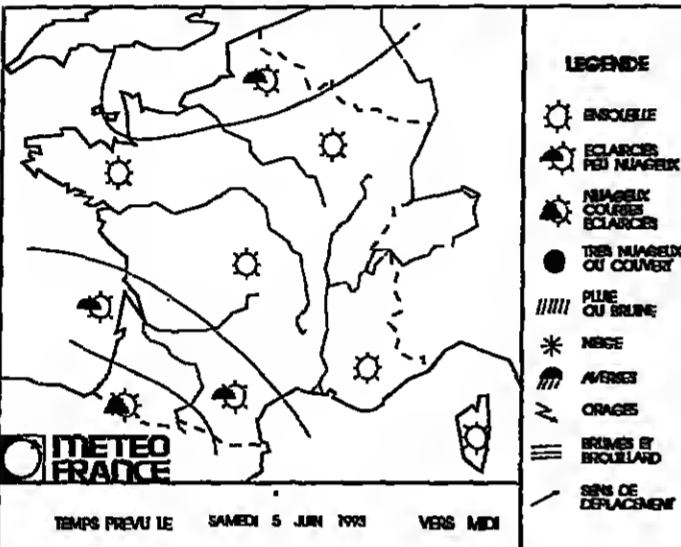 LEGENDE
ENSOLEILLE
ECLAIRCIES
PEU NUAGEUX
NUAGEUX
COURTES
ECLAIRCIES
TRES NUAGEUX
OU COUVERT
PLUIE
OU BRUINE
NEIGE
AVERSES
ORAGES
BRUMES ET
BROUILLARD
SENS DE
DEPLACEMENT
METEO
FRANCE
TEMPS PREVU LE SAMEDI 5 JUIN 1993 VERS MIDI